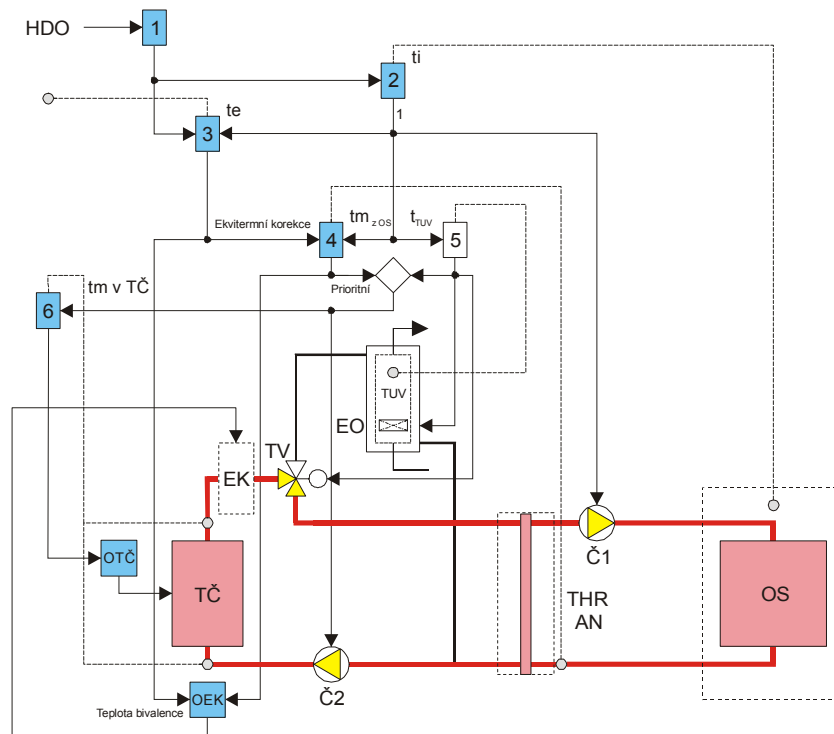 HDO
1
ti
2
1
te
3
Ekvitermní korekce
tm z OS
t TUV
4
5
Prioritní
tm v TČ
6
TUV
EO
TV
EK
OTČ
TČ
Č1
THR
AN
OS
Č2
OEK
Teplota bivalence